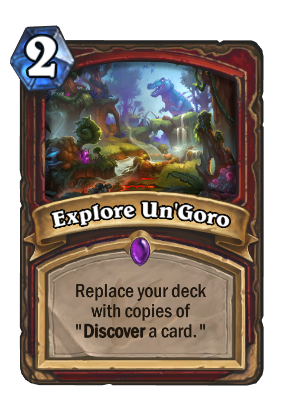 2
Explore Un'Goro
Replace your deck
with copies of
"Discover a card."